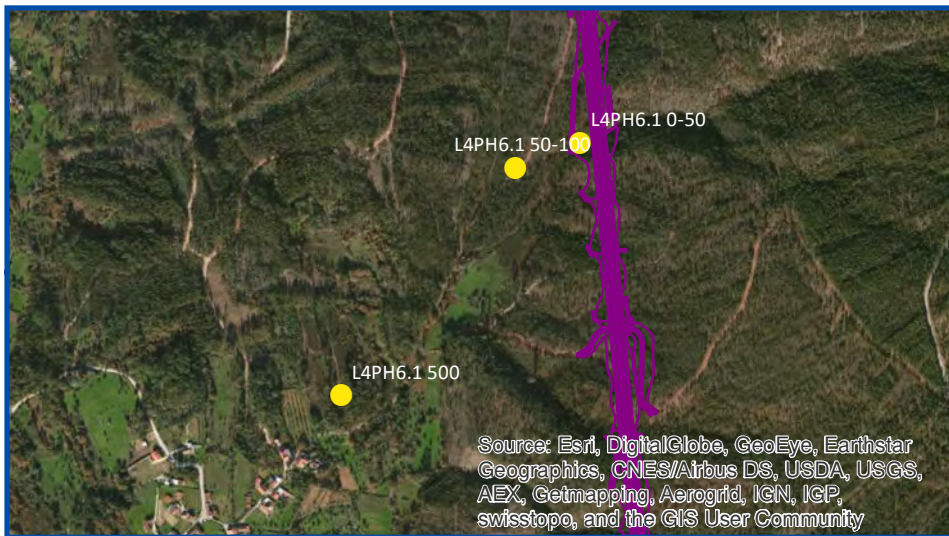 L4PH6.1 0-50
L4PH6.1 50-100
L4PH6.1 500
Source: Esri, DigitalGlobe, GeoEye, Earthstar
Geographics, CNES/Airbus DS, USDA, USGS,
AEX, Getmapping, Aerogrid, IGN, IGP,
swisstopo, and the GIS User Community